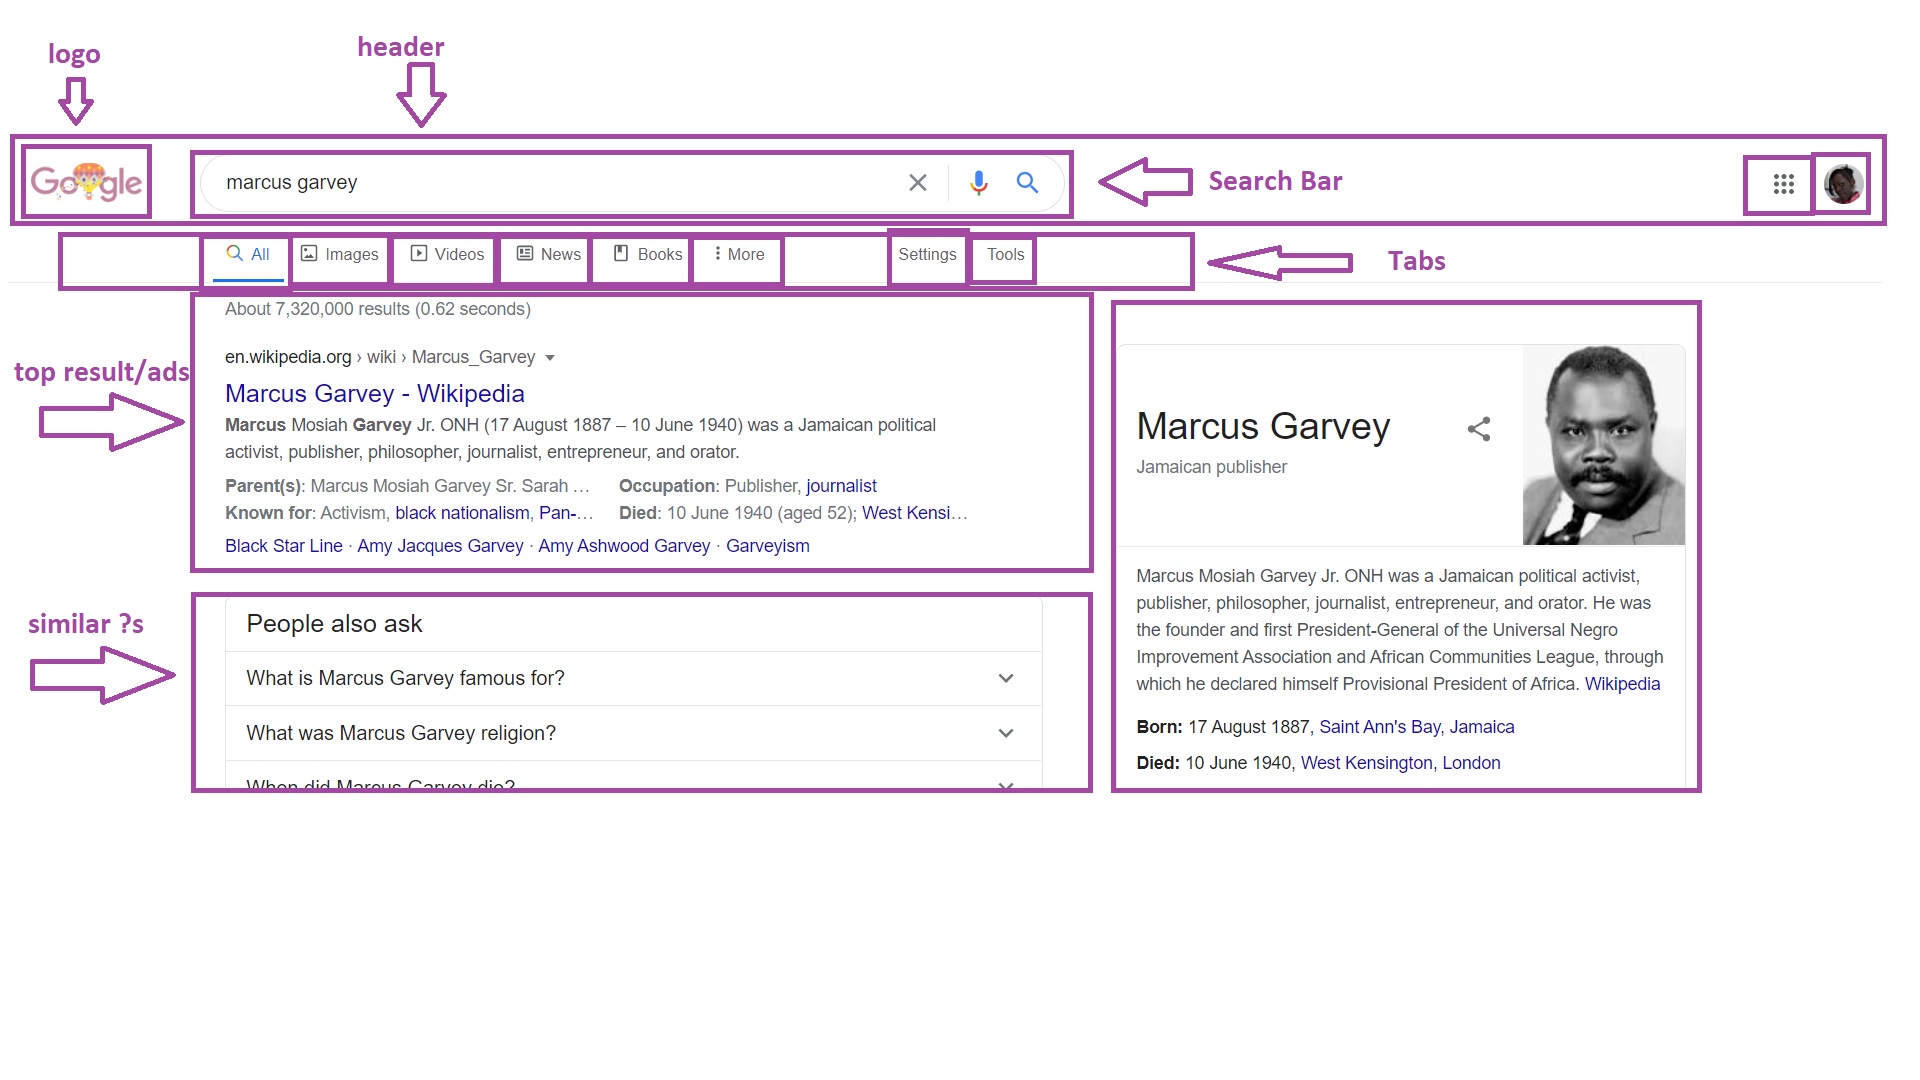 logo
header
Google
marcus garvey
Search Bar
All Images Videos News Books More Settings Tools
Tabs
About 7,320,000 results (0.62 seconds)
en.wikipedia.org › wiki › Marcus_Garvey
top result/ads
Marcus Garvey - Wikipedia
Marcus Mosiah Garvey Jr. ONH (17 August 1887 – 10 June 1940) was a Jamaican political
activist, publisher, philosopher, journalist, entrepreneur, and orator.
Parent(s): Marcus Mosiah Garvey Sr. Sarah ... Occupation: Publisher, journalist
Known for: Activism, black nationalism, Pan-... Died: 10 June 1940 (aged 52); West Kensi...
Black Star Line · Amy Jacques Garvey · Amy Ashwood Garvey · Garveyism
similar ?s
People also ask
What is Marcus Garvey famous for?
What was Marcus Garvey religion?
When did Marcus Garvey die?
Marcus Garvey
Jamaican publisher
Marcus Mosiah Garvey Jr. ONH was a Jamaican political activist,
publisher, philosopher, journalist, entrepreneur, and orator. He was
the founder and first President-General of the Universal Negro
Improvement Association and African Communities League, through
which he declared himself Provisional President of Africa. Wikipedia
Born: 17 August 1887, Saint Ann's Bay, Jamaica
Died: 10 June 1940, West Kensington, London